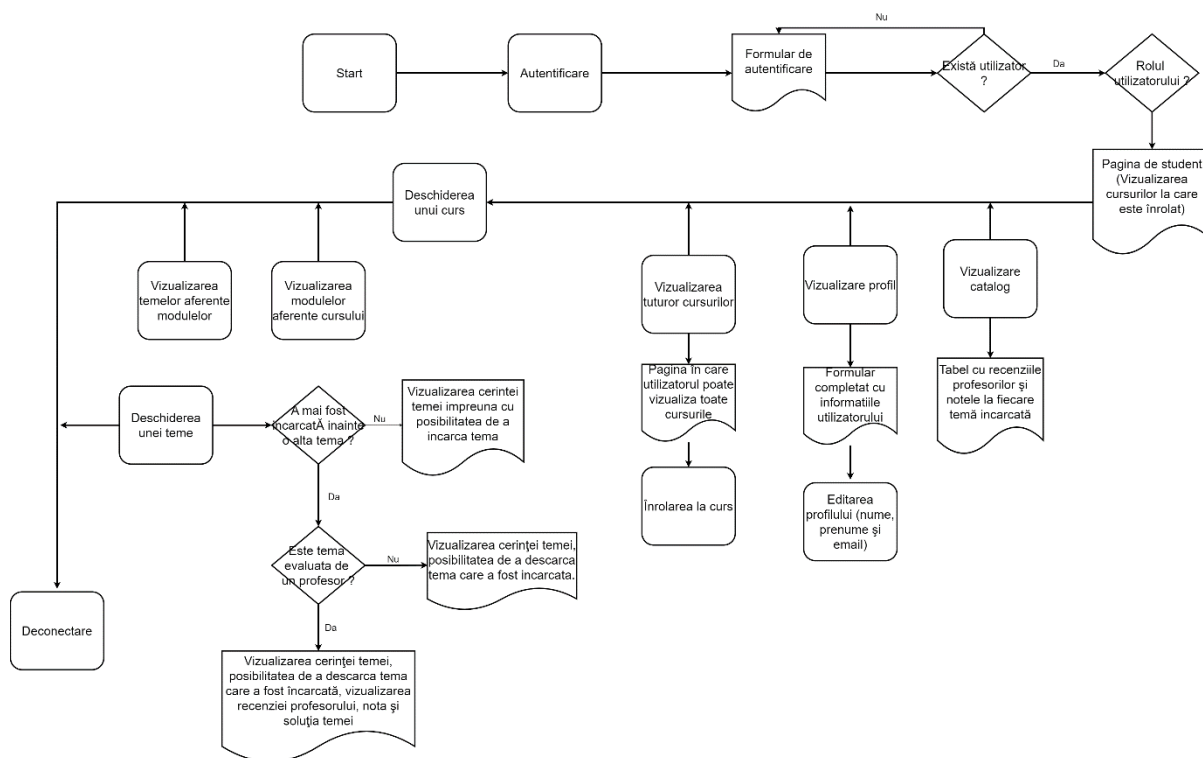 Nu
Start
Autentificare
Formular de
autentificare
Există utilizator
?
Da
Rolul
utilizatorului ?
Pagina de student
(Vizualizarea
cursurilor la care
este înrolat)
Deschiderea
unui curs
Vizualizarea
temelor aferente
modulelor
Vizualizarea
modulelor
aferente cursului
Vizualizarea
tuturor cursurilor
Vizualizare profil
Vizualizare
catalog
Pagina în care
utilizatorul poate
vizualiza toate
cursurile
Formular
completat cu
informatiile
utilizatorului
Tabel cu recenziile
profesorilor şi
notele la fiecare
temă incarcată
Deschiderea
unei teme
A mai fost
încarcatĂ inainte
o alta tema ?
Nu
Vizualizarea cerintei
temei impreuna cu
posibilitatea de a
incarca tema
Da
Înrolarea la curs
Editarea
profilului (nume,
prenume şi
email)
Este tema
evaluata de
un profesor ?
Nu
Vizualizarea cerinţei temei,
posibilitatea de a descarca
tema care a fost incarcata.
Da
Deconectare
Vizualizarea cerinţei temei,
posibilitatea de a descarca tema
care a fost încarcată, vizualizarea
recenziei profesorului, nota şi
soluţia temei